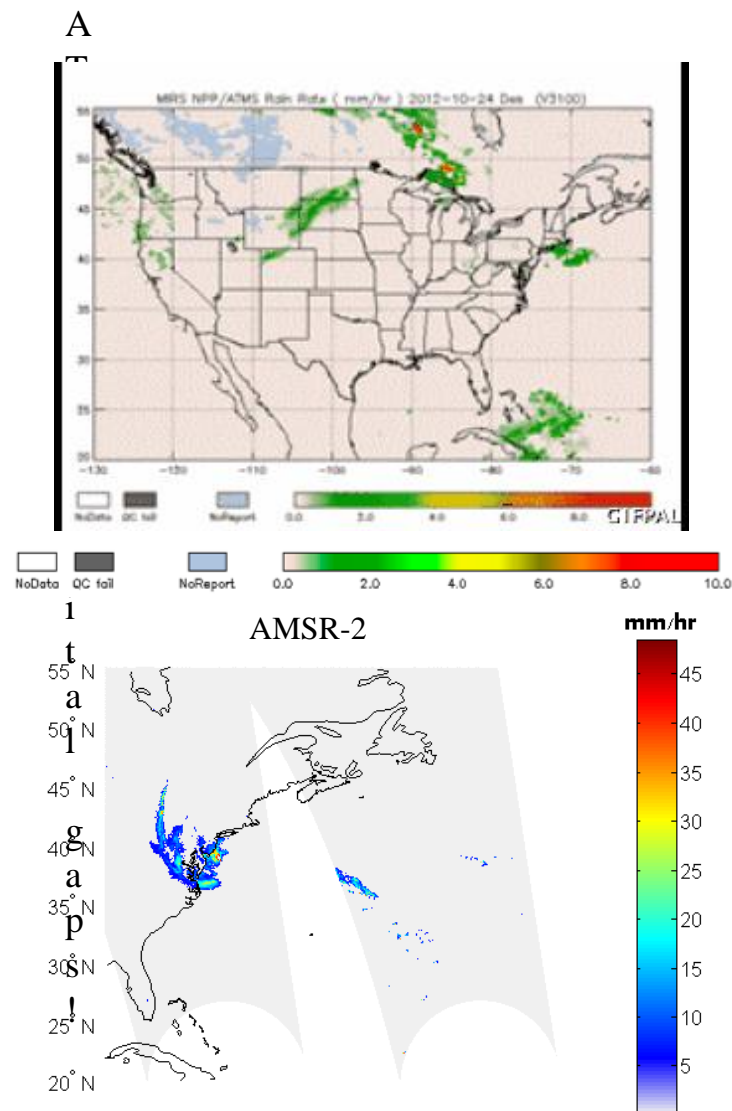 A
T
MIRS NPP/ATMS Rain Rate ( mm/hr ) 2012-10-24 Des (V3100)
55
50
45
40
35
30
25
20
-130 -120 -110 -100 -90 -80 -70 -60
NoData QC fail NoReport 0.0 2.0 4.0 6.0 8.0
NoData QC fail NoReport 0.0 2.0 4.0 6.0 8.0 10.0
i
t
a
l
g
a
p
s
!
AMSR-2
mm/hr
55° N
50° N
45° N
40° N
35° N
30° N
25° N
20° N
45
40
30
25
20
15
10
5